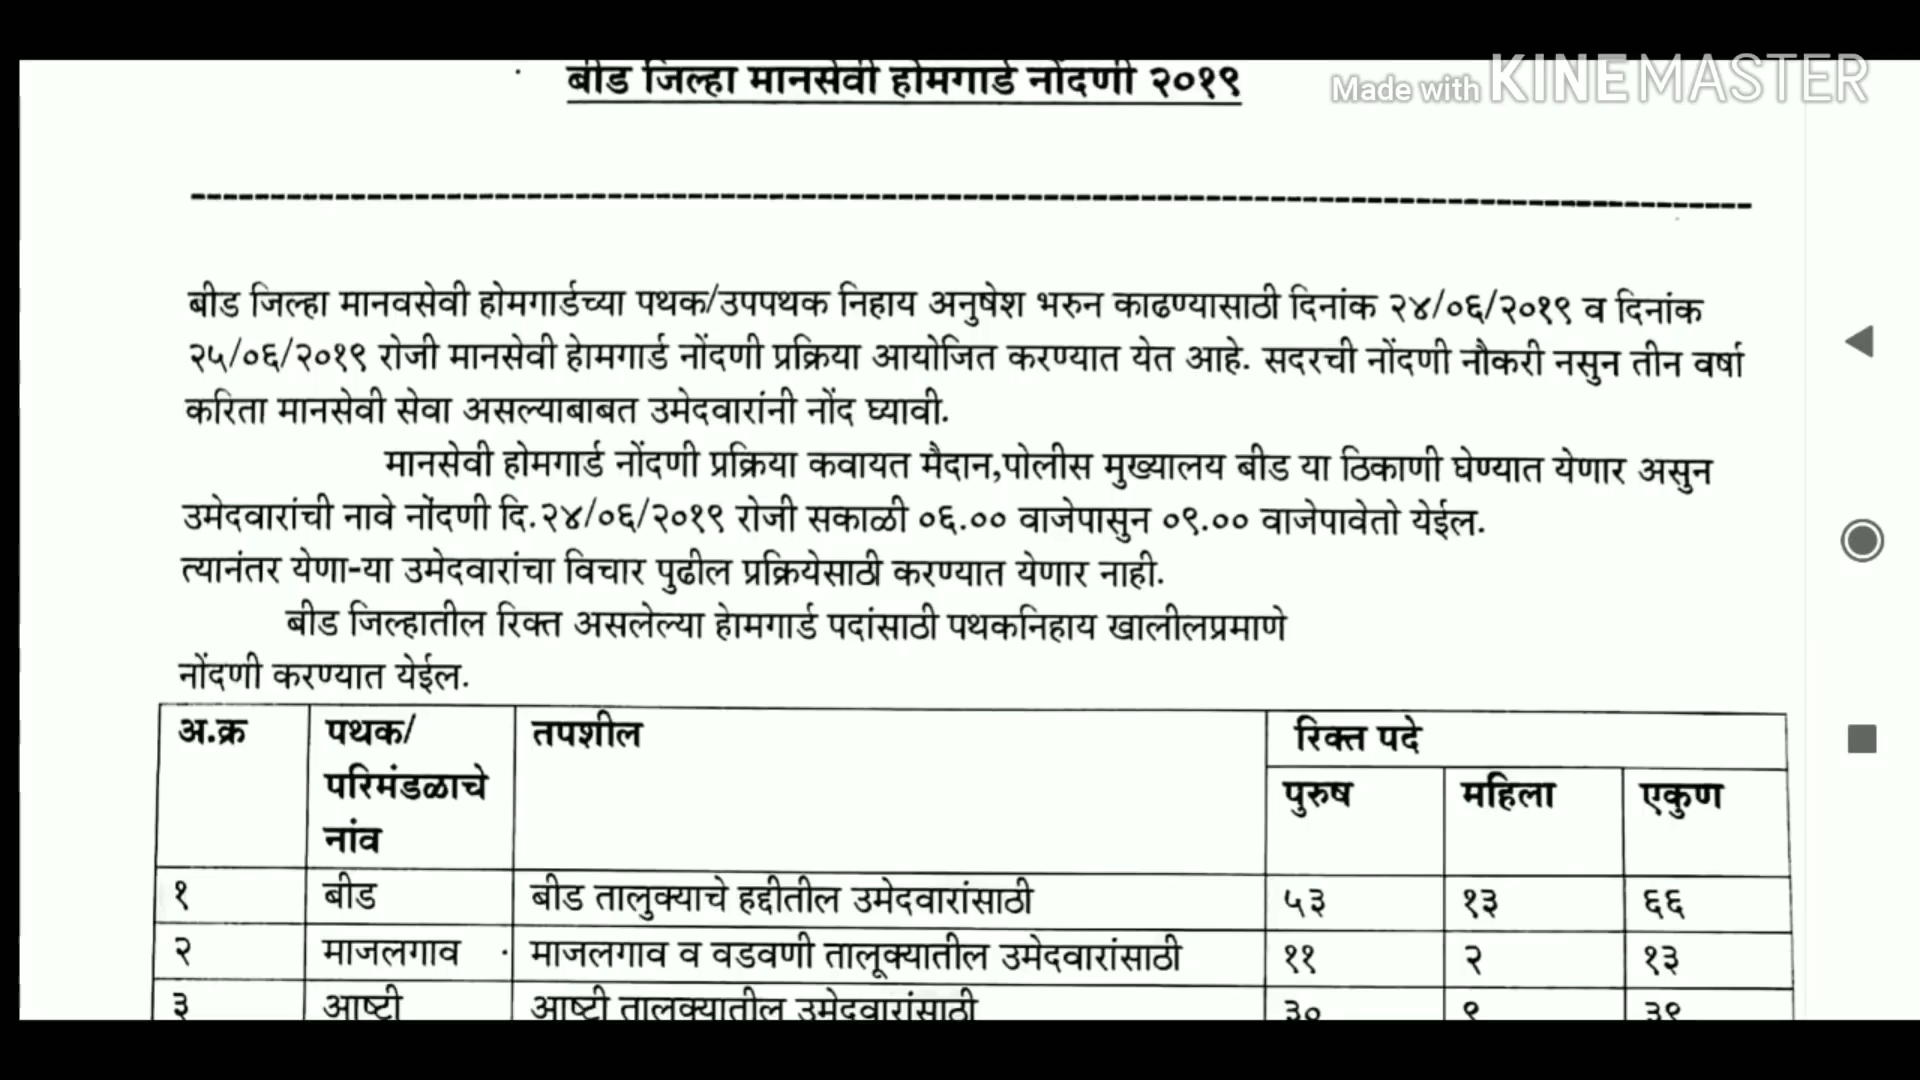 बीड जिल्हा मानसेवी होमगार्ड नोंदणी २०१९
Made with KINEMASTER
बीड जिल्हा मानवसेवी होमगार्डच्या पथक/उपपथक निहाय अनुषेश भरुन काढण्यासाठी दिनांक २४/०६/२०१९ व दिनांक
२५/०६/२०१९ रोजी मानसेवी हेामगार्ड नोंदणी प्रक्रिया आयोजित करण्यात येत आहे. सदरची नोंदणी नौकरी नसुन तीन वर्षा
करिता मानसेवी सेवा असल्याबाबत उमेदवारांनी नोंद घ्यावी.
मानसेवी होमगार्ड नोंदणी प्रक्रिया कवायत मैदान,पोलीस मुख्यालय बीड या ठिकाणी घेण्यात येणार असुन
उमेदवारांची नावे नोंदणी दि.२४/०६/२०१९ रोजी सकाळी ०६.०० वाजेपासुन ०९.०० वाजेपावेतो येईल.
त्यानंतर येणा-या उमेदवारांचा विचार पुढील प्रक्रियेसाठी करण्यात येणार नाही.
बीड जिल्हातील रिक्त असलेल्या हेामगार्ड पदांसाठी पथकनिहाय खालीलप्रमाणे
नोंदणी करण्यात येईल.
अ.क्र पथक/ तपशील रिक्त पदे
परिमंडळाचे पुरुष महिला एकुण
नांव
१ बीड बीड तालुक्याचे हद्दीतील उमेदवारांसाठी ५३ १३ ६६
२ माजलगाव माजलगाव व वडवणी तालूक्यातील उमेदवारांसाठी ११ २ १३
३ आष्टी आष्टी तालुक्यातील उमेदवारांसाठी ३० ९ ३९